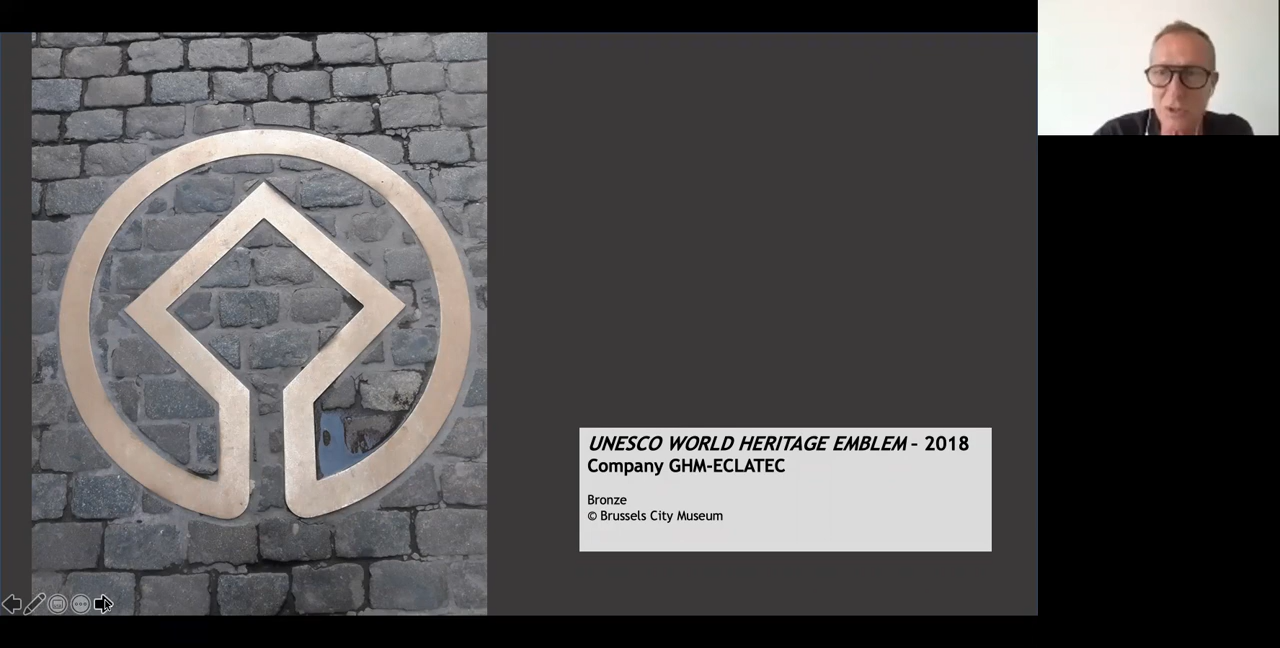 UNESCO WORLD HERITAGE EMBLEM – 2018
Company GHM-ECLATEC
Bronze
© Brussels City Museum